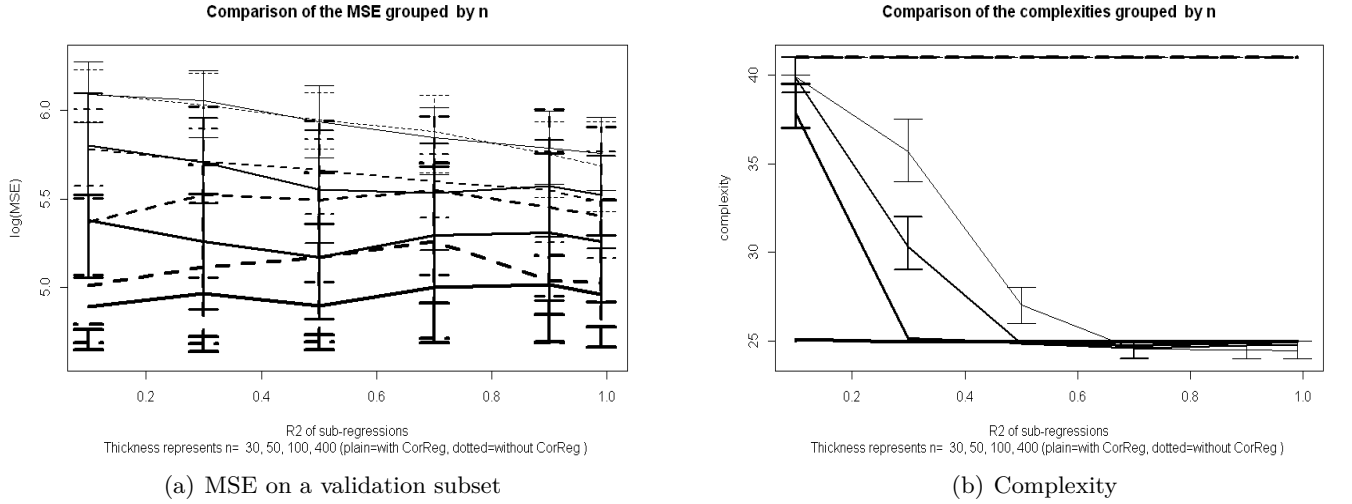 Comparison of the MSE grouped by n
log(MSE)
6.0
5.5
5.0
0.2 0.4 0.6 0.8 1.0
R2 of sub-regressions
Thickness represents n= 30, 50, 100, 400 (plain=with CorReg, dotted=without CorReg )
(a) MSE on a validation subset
Comparison of the complexities grouped by n
complexity
40
35
30
25
0.2 0.4 0.6 0.8 1.0
R2 of sub-regressions
Thickness represents n= 30, 50, 100, 400 (plain=with CorReg, dotted=without CorReg )
(b) Complexity